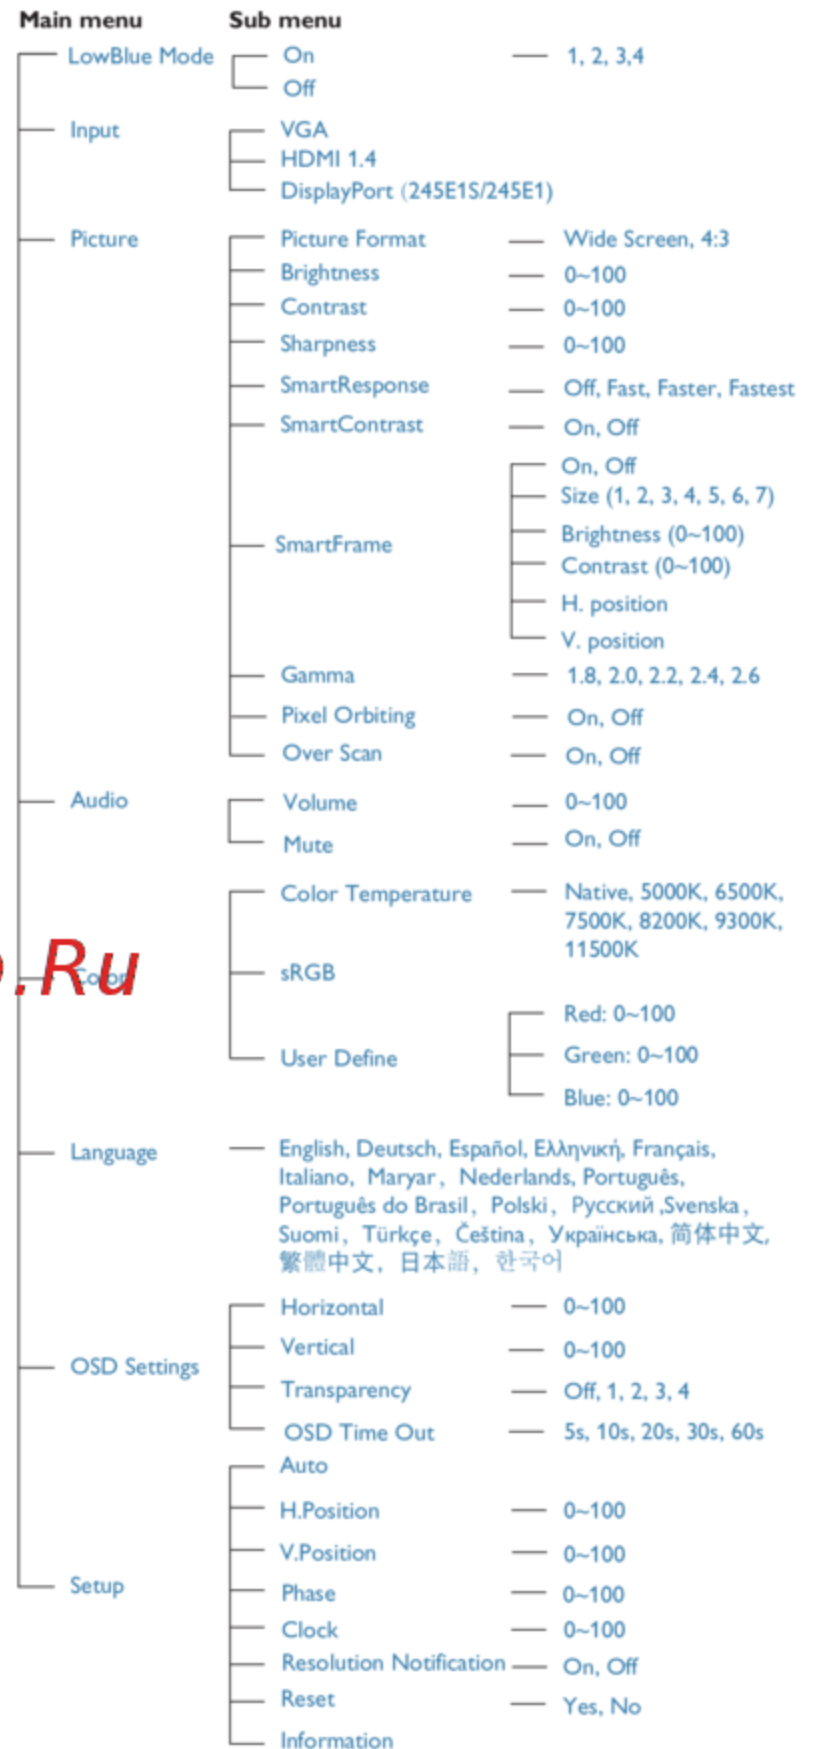 Main menu Sub menu
LowBlue Mode On 1, 2, 3,4
Off
Input VGA
HDMI 1.4
DisplayPort (245E1S/245E1)
Picture Picture Format Wide Screen, 4:3
Brightness 0~100
Contrast 0~100
Sharpness 0~100
SmartResponse Off, Fast, Faster, Fastest
SmartContrast On, Off
SmartFrame On, Off
Size (1, 2, 3, 4, 5, 6, 7)
Brightness (0~100)
Contrast (0~100)
H. position
V. position
Gamma 1.8, 2.0, 2.2, 2.4, 2.6
Pixel Orbiting On, Off
Over Scan On, Off
Audio Volume 0~100
Mute On, Off
Color Temperature Native, 5000K, 6500K,
7500K, 8200K, 9300K,
11500K
.Ru
Color sRGB
User Define Red: 0~100
Green: 0~100
Blue: 0~100
Language English, Deutsch, Español, Ελληνική, Français,
Italiano, Maryar, Nederlands, Português,
Português do Brasil, Polski, Русский ,Svenska,
Suomi, Türkçe, Čeština, Українська, 简体中文,
繁體中文, 日本語, 한국어
OSD Settings Horizontal 0~100
Vertical 0~100
Transparency Off, 1, 2, 3, 4
OSD Time Out 5s, 10s, 20s, 30s, 60s
Setup Auto
H.Position 0~100
V.Position 0~100
Phase 0~100
Clock 0~100
Resolution Notification On, Off
Reset Yes, No
Information